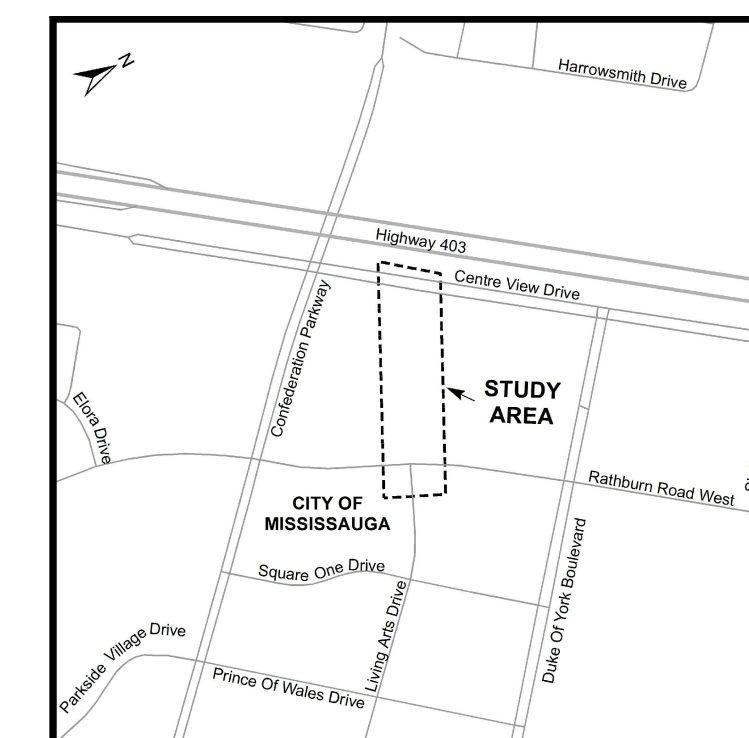 N
Harrowsmith Drive
Highway 403
Centre View Drive
Confederation Parkway
STUDY
AREA
Elora Drive
Rathburn Road West
CITY OF
MISSISSAUGA
Square One Drive
Duke Of York Boulevard
Living Arts Drive
Parkside Village Drive
Prince Of Wales Drive